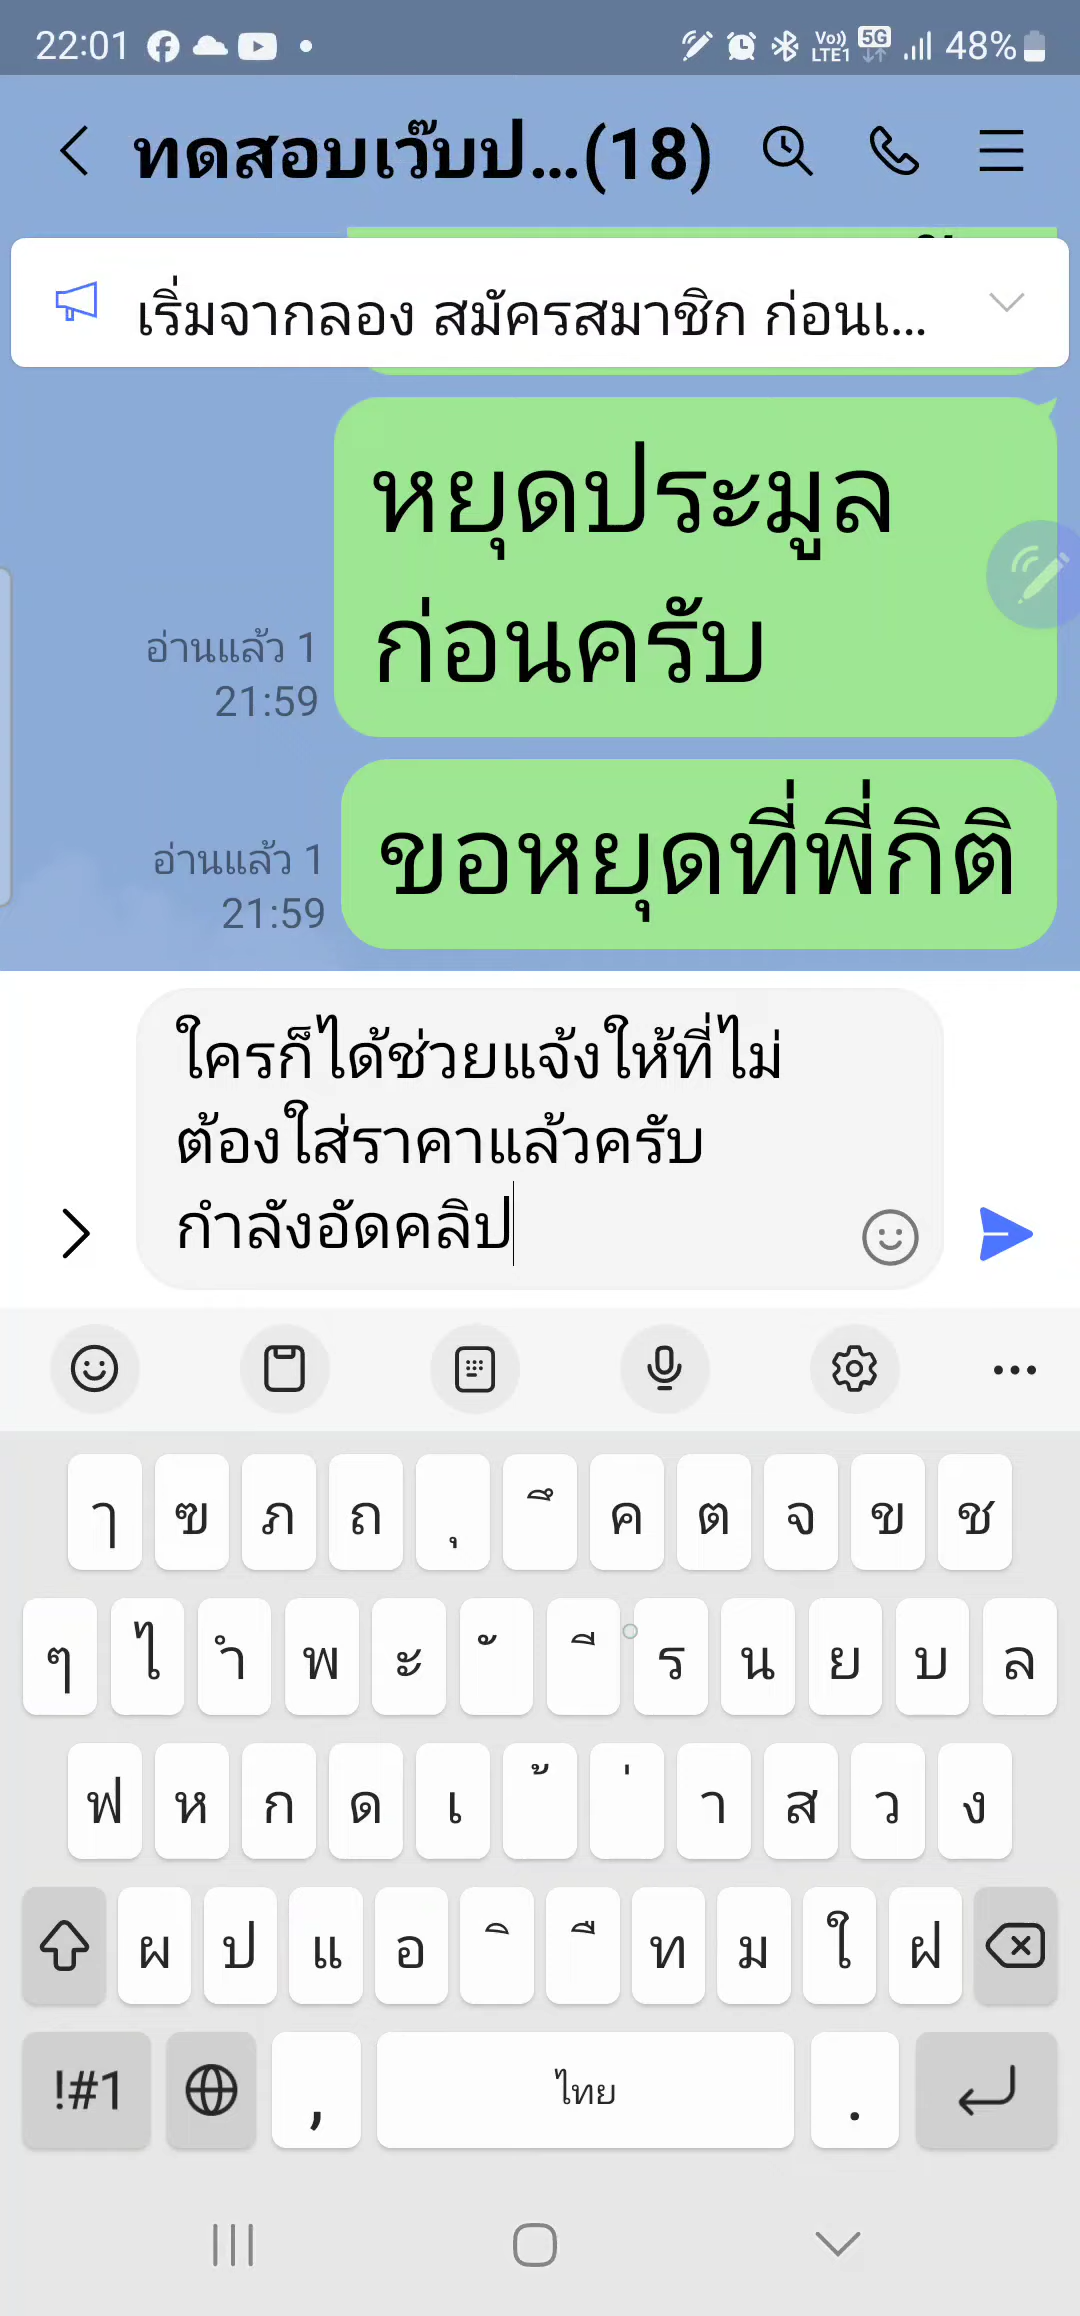 22:01
Vo)) LTE1 5G 48%
ทดสอบเว๊บป...(18)
เริ่มจากลอง สมัครสมาชิก ก่อนเ...
หยุดประมูล
ก่อนครับ
อ่านแล้ว 1
21:59
ขอหยุดที่พี่กิติ
อ่านแล้ว 1
21:59
ใครก็ได้ช่วยแจ้งให้ที่ไม่
ต้องใส่ราคาแล้วครับ
กำลังอัดคลิป
ๅ ฃ ภ ถ ุ ึ ค ต จ ข ช
ๆ ไ ำ พ ะ ั ี ร น ย บ ล
ฟ ห ก ด เ ้ ่ า ส ว ง
ผ ป แ อ ิ ื ท ม ใ ฝ
!#1 , ไทย .